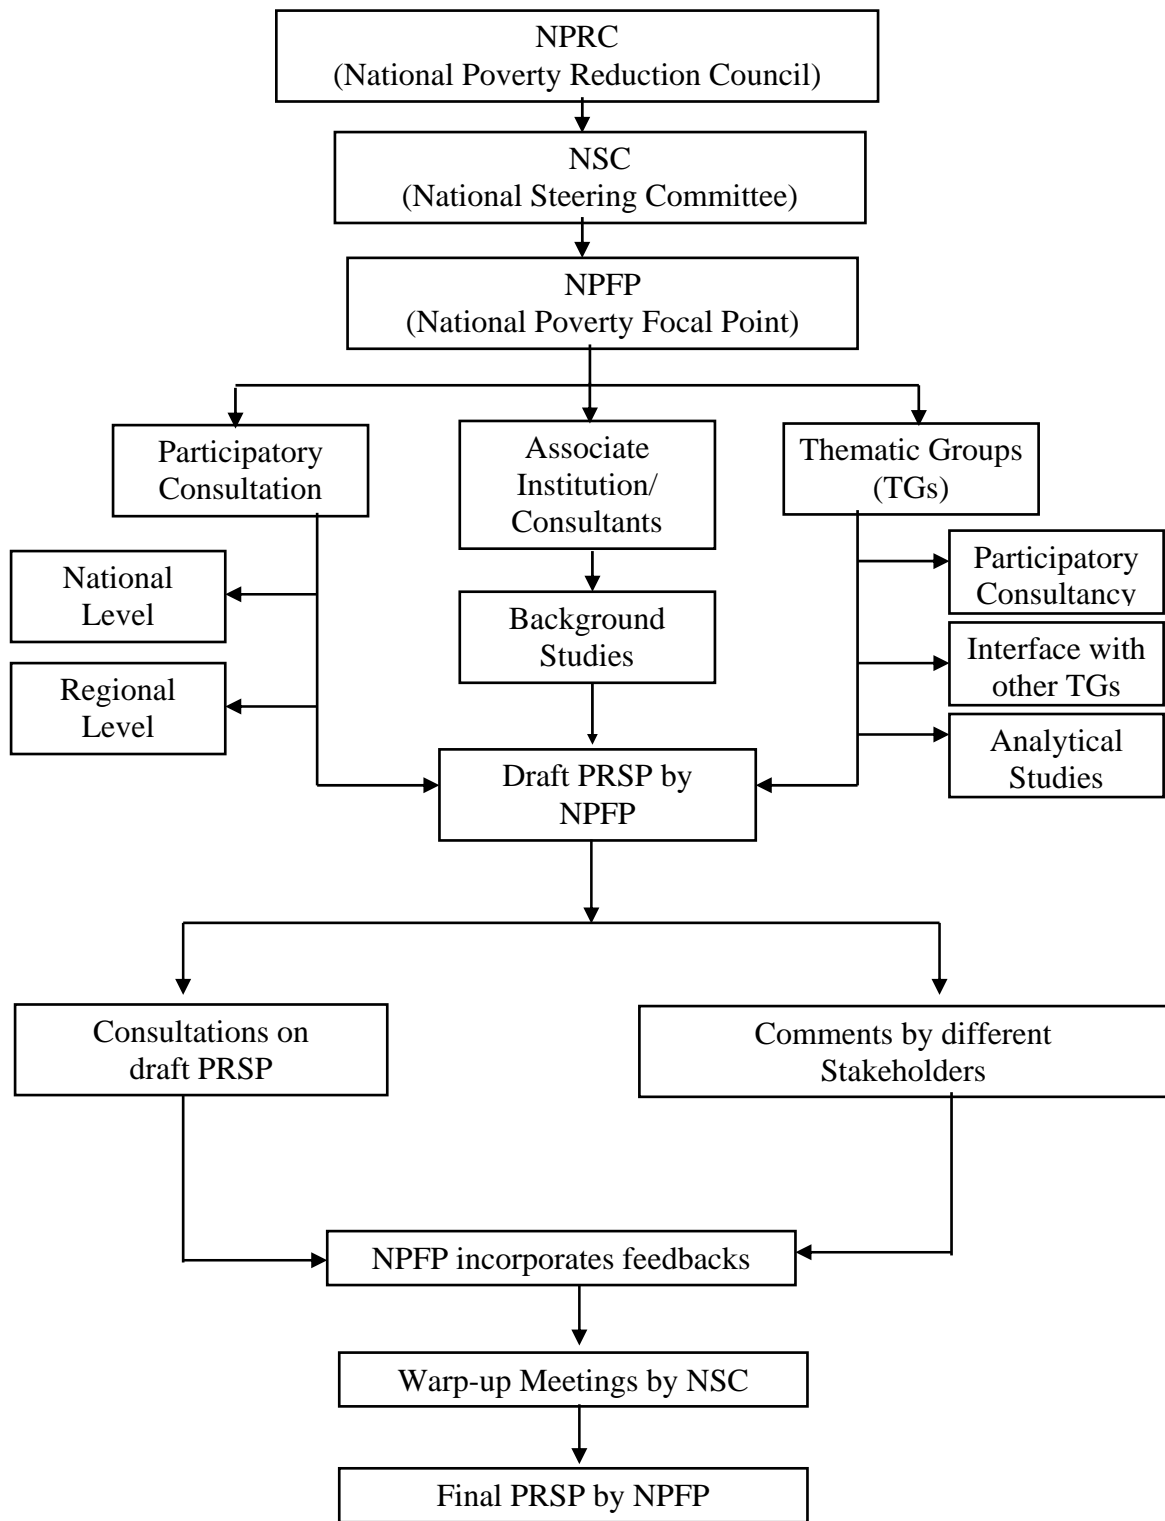 NPRC
(National Poverty Reduction Council)
NSC
(National Steering Committee)
NPFP
(National Poverty Focal Point)
Participatory
Consultation
Associate
Institution/
Consultants
Thematic Groups
(TGs)
National
Level
Regional
Level
Background
Studies
Participatory
Consultancy
Interface with
other TGs
Analytical
Studies
Draft PRSP by
NPFP
Consultations on
draft PRSP
Comments by different
Stakeholders
NPFP incorporates feedbacks
Warp-up Meetings by NSC
Final PRSP by NPFP